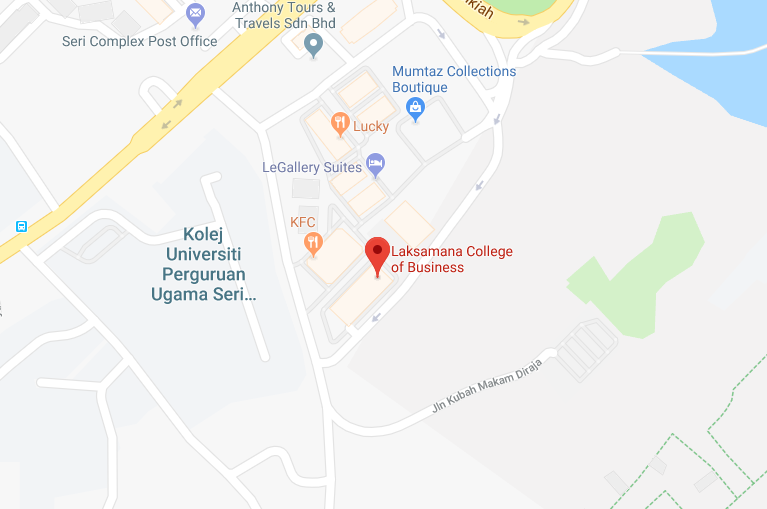 Anthony Tours &
Travels Sdn Bhd
Seri Complex Post Office
Mumtaz Collections
Boutique
Lucky
LeGallery Suites
KFC
Kolej
Universiti
Perguruan
Ugama Seri...
Laksamana College
of Business
Jln Kubah Makam Diraja